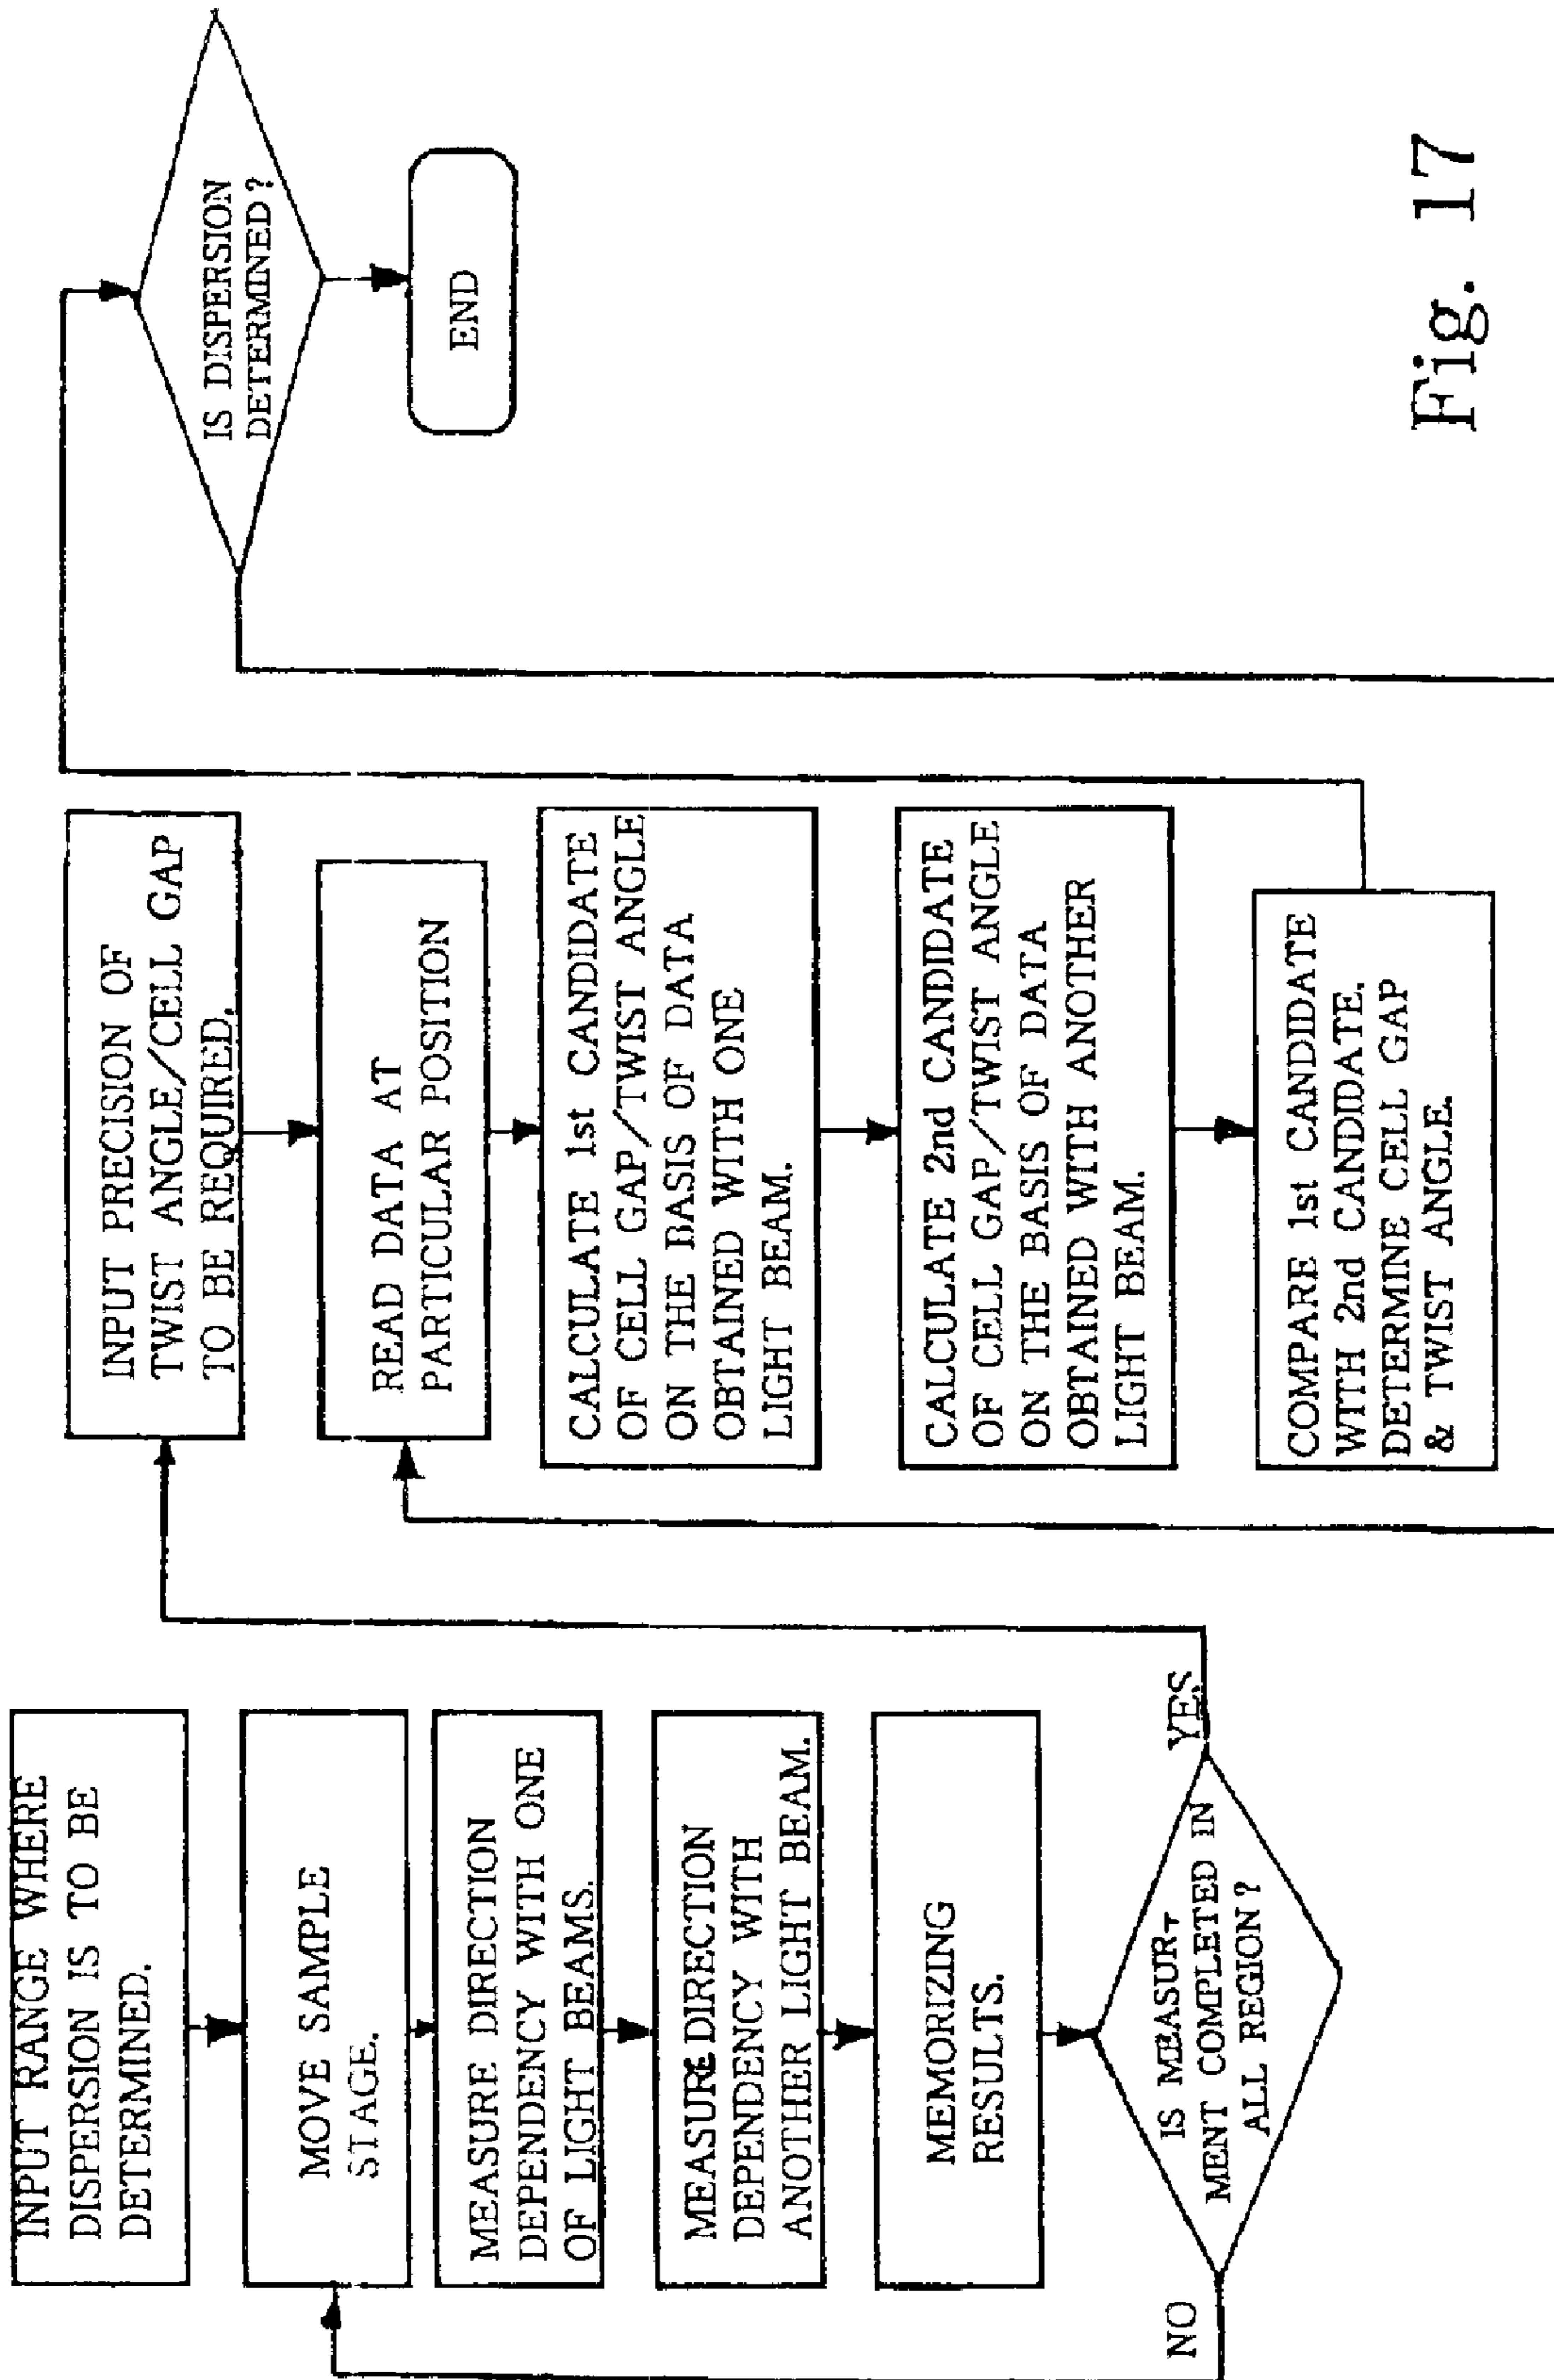 INPUT RANGE WHERE
DISPERSION IS TO BE
DETERMINED.
MOVE SAMPLE
STAGE.
MEASURE DIRECTION
DEPENDENCY WITH ONE
OF LIGHT BEAMS.
MEASURE DIRECTION
DEPENDENCY WITH
ANOTHER LIGHT BEAM.
MEMORIZING
RESULTS.
IS MEASUR-
MENT COMPLETED IN
ALL REGION?
NO
YES
INPUT PRECISION OF
TWIST ANGLE/CELL GAP
TO BE REQUIRED.
READ DATA AT
PARTICULAR POSITION
CALCULATE 1st CANDIDATE
OF CELL GAP/TWIST ANGLE
ON THE BASIS OF DATA
OBTAINED WITH ONE
LIGHT BEAM.
CALCULATE 2nd CANDIDATE
OF CELL GAP/TWIST ANGLE
ON THE BASIS OF DATA
OBTAINED WITH ANOTHER
LIGHT BEAM.
COMPARE 1st CANDIDATE
WITH 2nd CANDIDATE.
DETERMINE CELL GAP
& TWIST ANGLE.
IS DISPERSION
DETERMINED?
END
Fig. 17